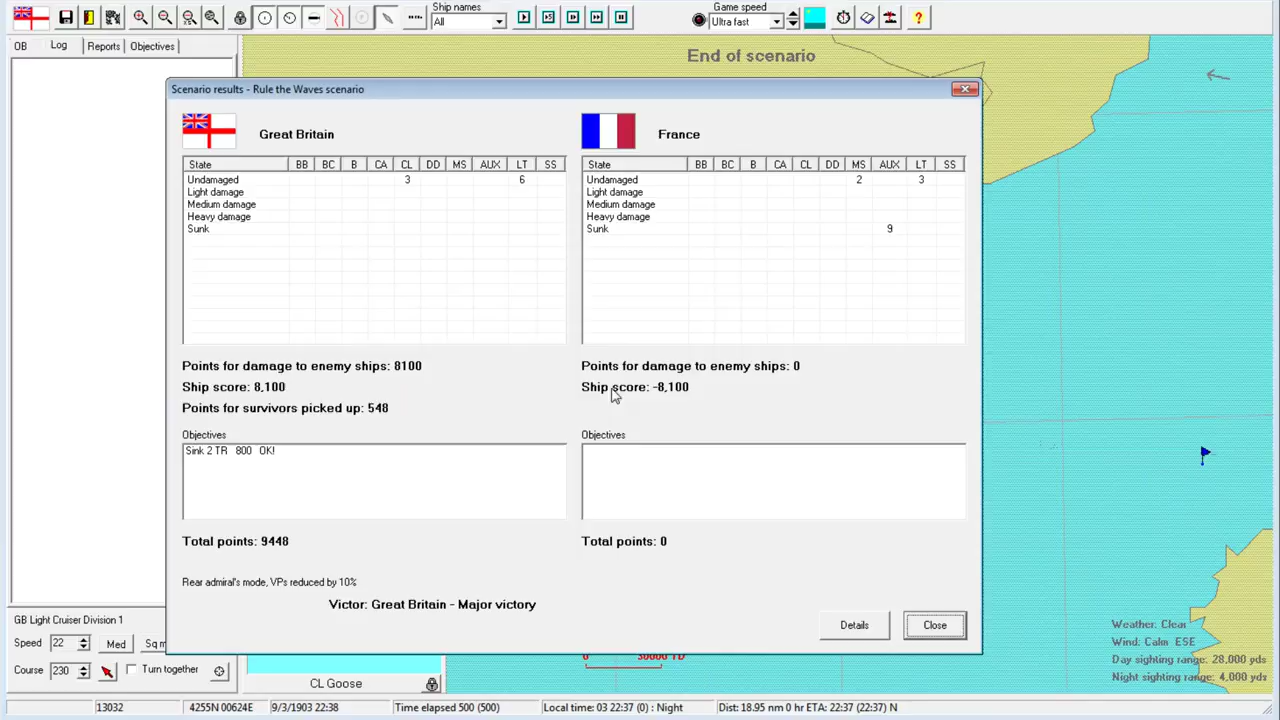 Ship names
All
Game speed
Ultra fast
?
OB
Log
Reports
Objectives
End of scenario
Scenario results - Rule the Waves scenario
Great Britain
State BB BC B CA CL DD MS AUX LT SS
Undamaged 3 6
Light damage
Medium damage
Heavy damage
Sunk
Points for damage to enemy ships: 8100
Ship score: 8,100
Points for survivors picked up: 548
Objectives
Sink 2 TR 800 OK!
Total points: 9448
France
State BB BC B CA CL DD MS AUX LT SS
Undamaged 2 3
Light damage
Medium damage
Heavy damage
Sunk 9
Points for damage to enemy ships: 0
Ship score: -8,100
Objectives
Total points: 0
Rear admiral's mode, VPs reduced by 10%
Victor: Great Britain - Major victory
Details
Close
GB Light Cruiser Division 1
Speed 22 Med Sq m
Course 230 Turn together
CL Goose
Weather: Clear
Wind: Calm ESE
Day sighting range: 28.000 yds
Night sighting range: 4.000 yds
13032
4255N 00624E
9/3/1903 22:38
Time elapsed 500 (500)
Local time: 03 22:37 (0) : Night
Dist: 18.95 nm 0 hr ETA: 22:37 (22:37) N